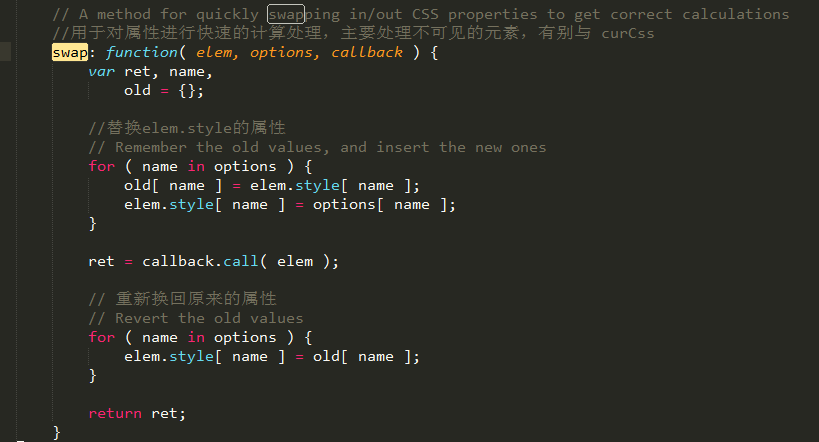 // A method for quickly swapping in/out CSS properties to get correct calculations
//用于对属性进行快速的计算处理，主要处理不可见的元素，有别与 curCss
swap: function( elem, options, callback ) {
var ret, name,
old = {};
//替换elem.style的属性
// Remember the old values, and insert the new ones
for ( name in options ) {
old[ name ] = elem.style[ name ];
elem.style[ name ] = options[ name ];
}
ret = callback.call( elem );
// 重新换回原来的属性
// Revert the old values
for ( name in options ) {
elem.style[ name ] = old[ name ];
}
return ret;
}